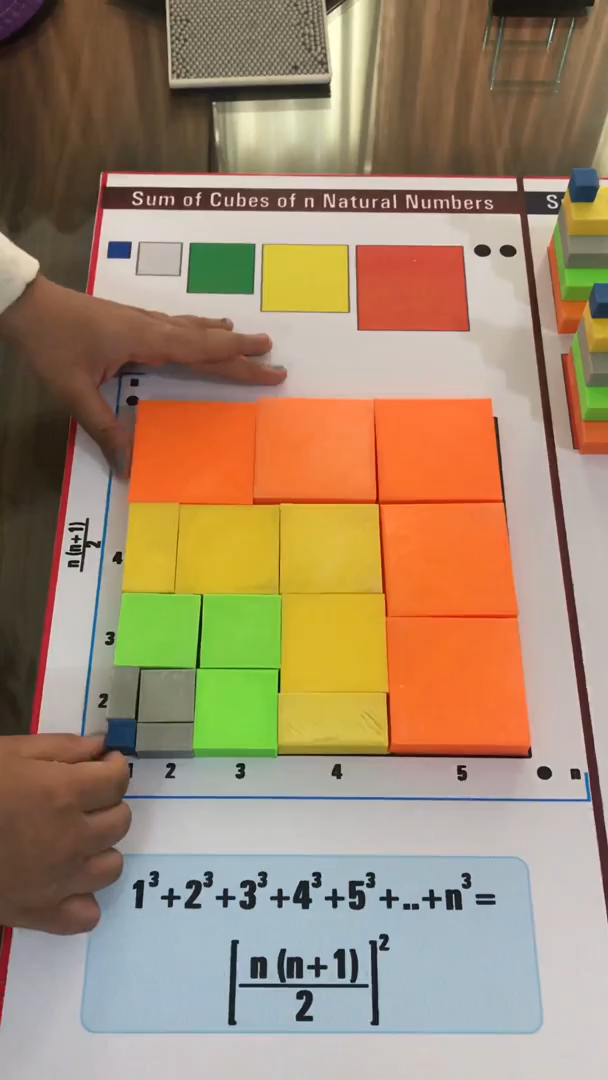 Sum of Cubes of n Natural Numbers
S
n(n+1)/2
4
3
2
1 2 3 4 5 n
1³+2³+3³+4³+5³+..+n³=
[n(n+1)/2]²